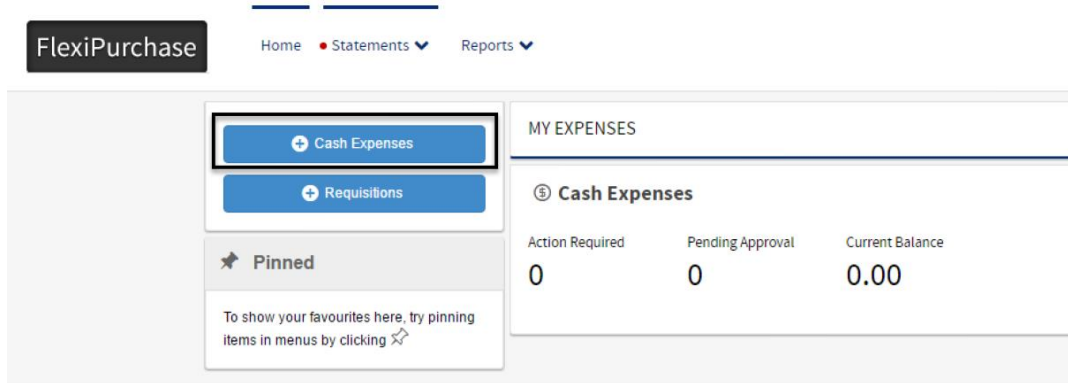 FlexiPurchase
Home Statements Reports
Cash Expenses
Requisitions
Pinned
To show your favourites here, try pinning
items in menus by clicking
MY EXPENSES
Cash Expenses
Action Required Pending Approval Current Balance
0 0 0.00